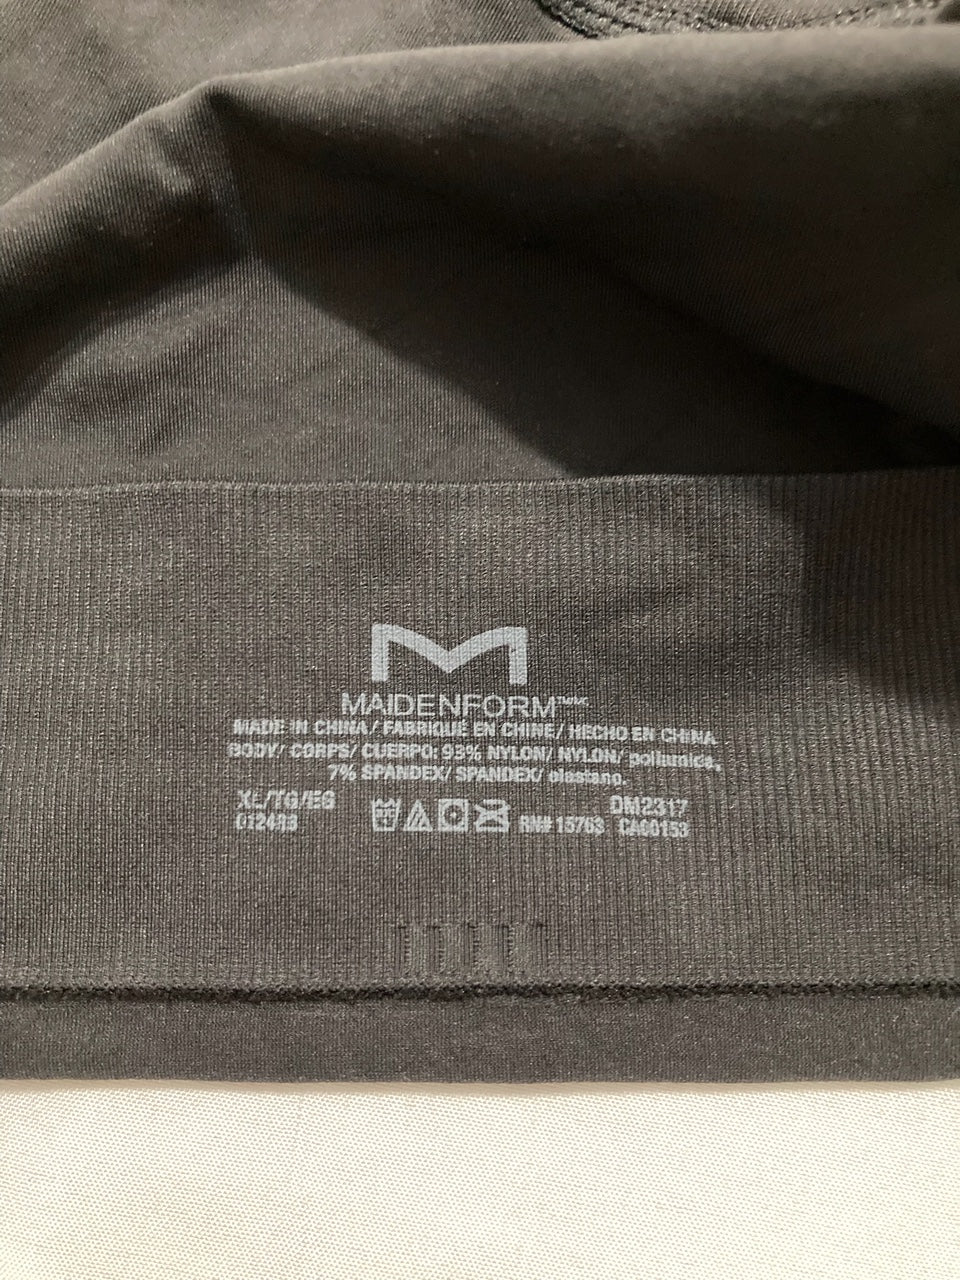 MAIDENFORM™
MADE IN CHINA/ FABRIQUÉ EN CHINE/ HECHO EN CHINA
BODY/ CORPS/ CUERPO: 93% NYLON/ NYLON/ poliamida,
7% SPANDEX/ SPANDEX/ elastano.
XL/TG/EG DM2317
RN# 15763 CA00153